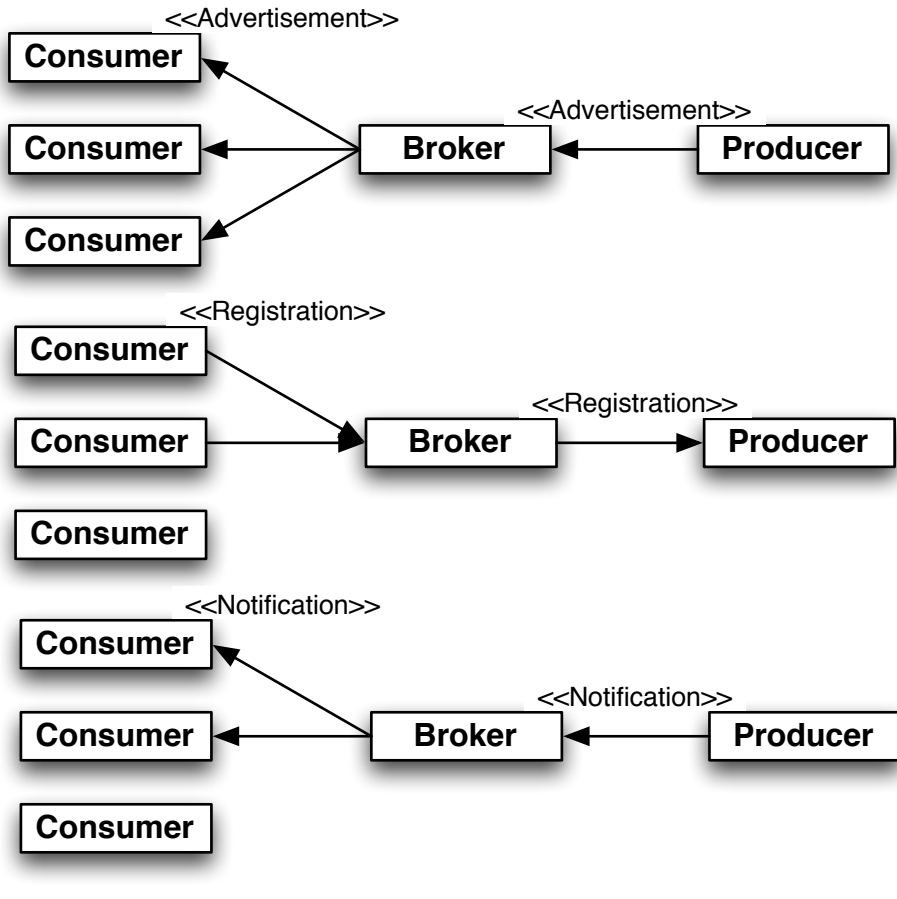 <<Advertisement>>
Consumer
<<Advertisement>>
Consumer
Broker
Producer
Consumer
<<Registration>>
Consumer
<<Registration>>
Consumer
Broker
Producer
Consumer
<<Notification>>
Consumer
<<Notification>>
Consumer
Broker
Producer
Consumer